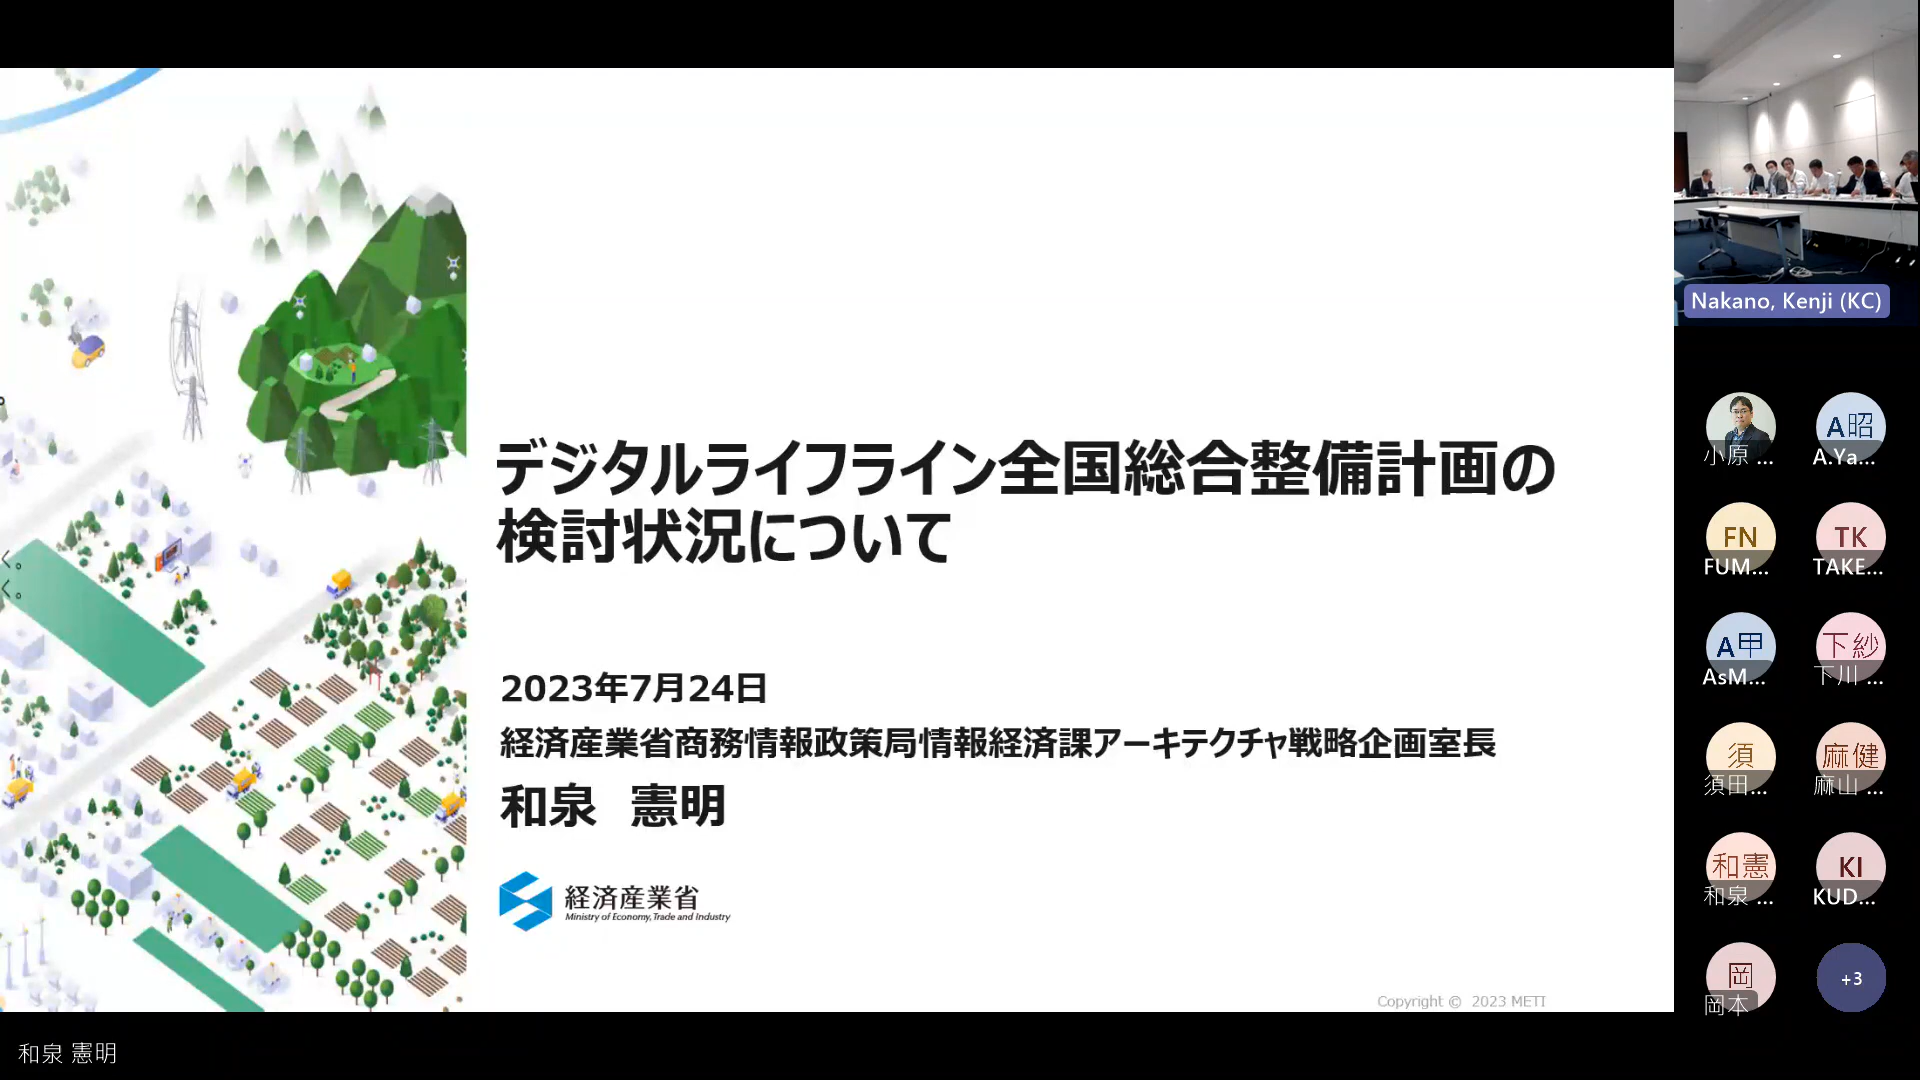 デジタルライフライン全国総合整備計画の
検討状況について
2023年7月24日
経済産業省商務情報政策局情報経済課アーキテクチャ戦略企画室長
和泉　憲明
経済産業省
Ministry of Economy, Trade and Industry
Copyright © 2023 METI
和泉 憲明
Nakano, Kenji (KC)
小原 ...
A昭
A.Ya...
FN
FUM...
TK
TAKE...
A甲
AsM...
下紗
下川 ...
須
須田...
麻健
麻山 ...
和憲
和泉 ...
KI
KUD...
岡
岡本
+3